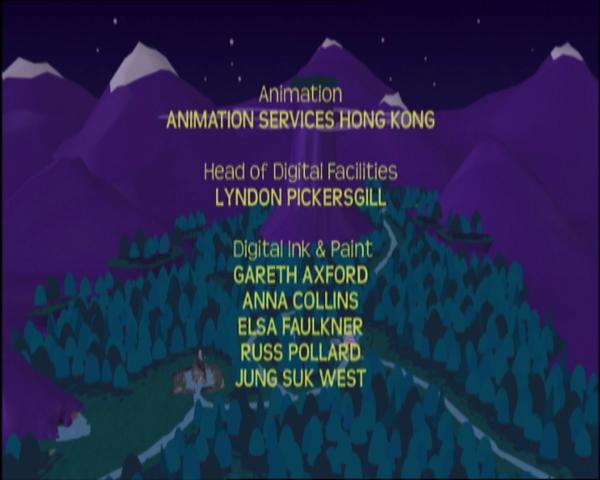 Animation
ANIMATION SERVICES HONG KONG
Head of Digital Facilities
LYNDON PICKERSGILL
Digital Ink & Paint
GARETH AXFORD
ANNA COLLINS
ELSA FAULKNER
RUSS POLLARD
JUNG SUK WEST